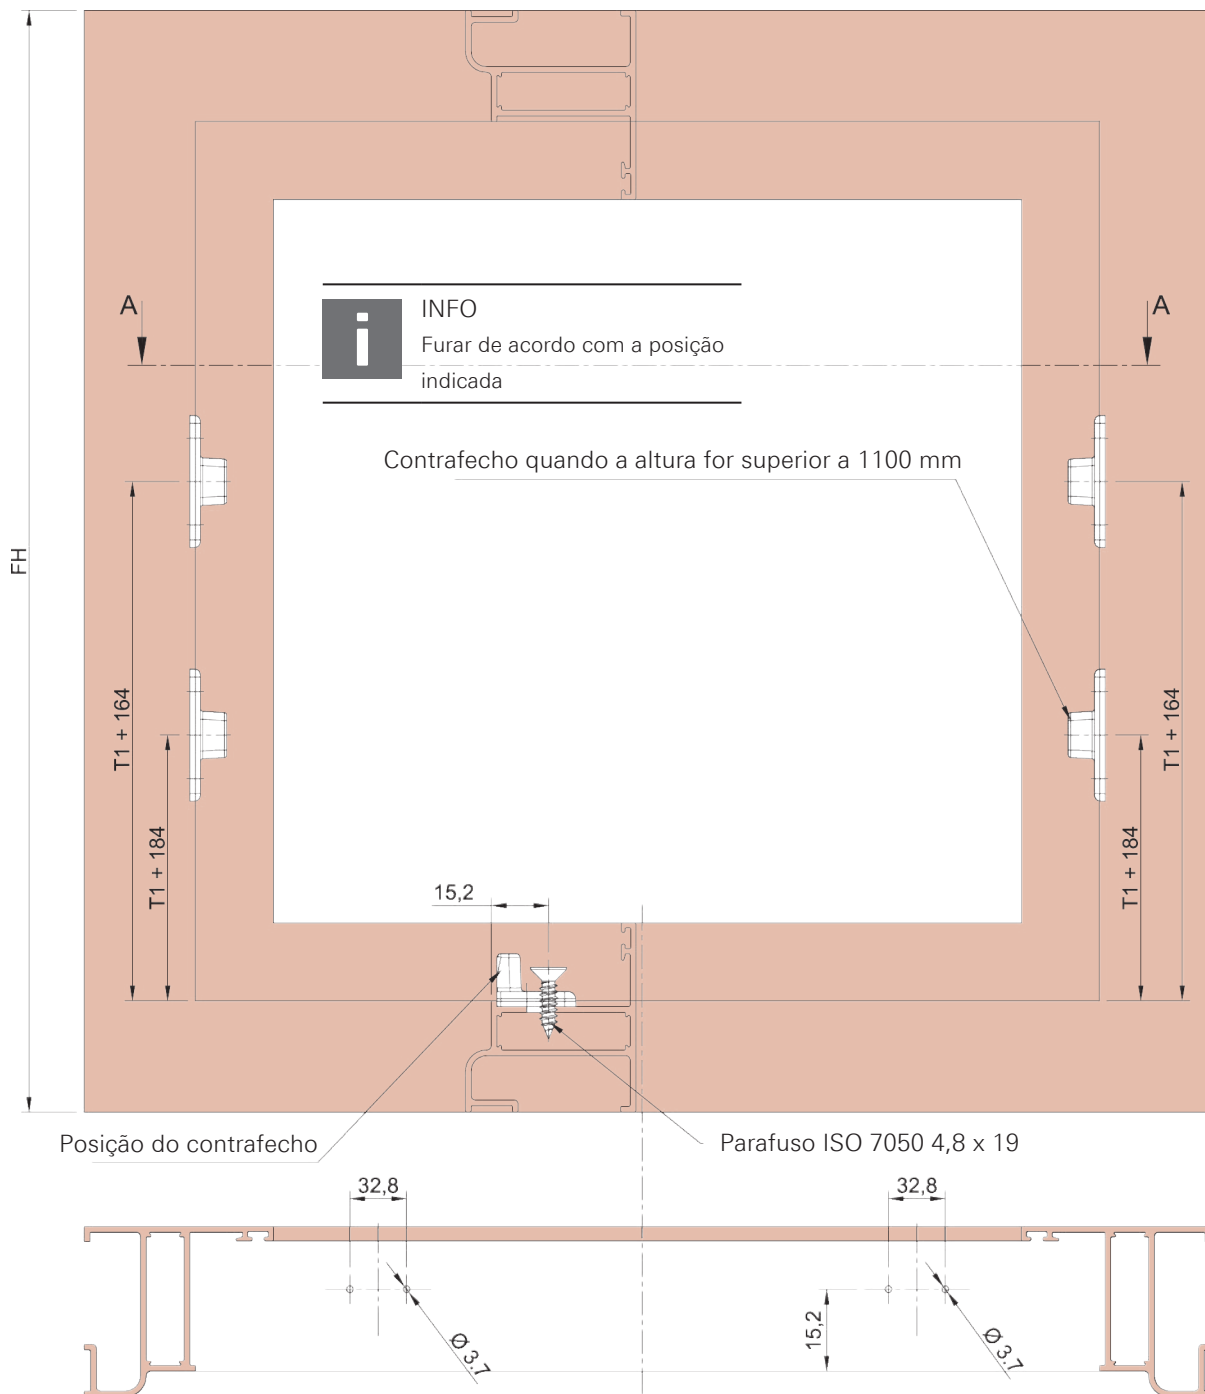 A
A
INFO
Furar de acordo com a posição
indicada
Contrafecho quando a altura for superior a 1100 mm
FH
T1 + 164
T1 + 184
T1 + 164
T1 + 184
15,2
Posição do contrafecho
Parafuso ISO 7050 4,8 x 19
32,8
32,8
Ø 3.7
15,2
Ø 3.7